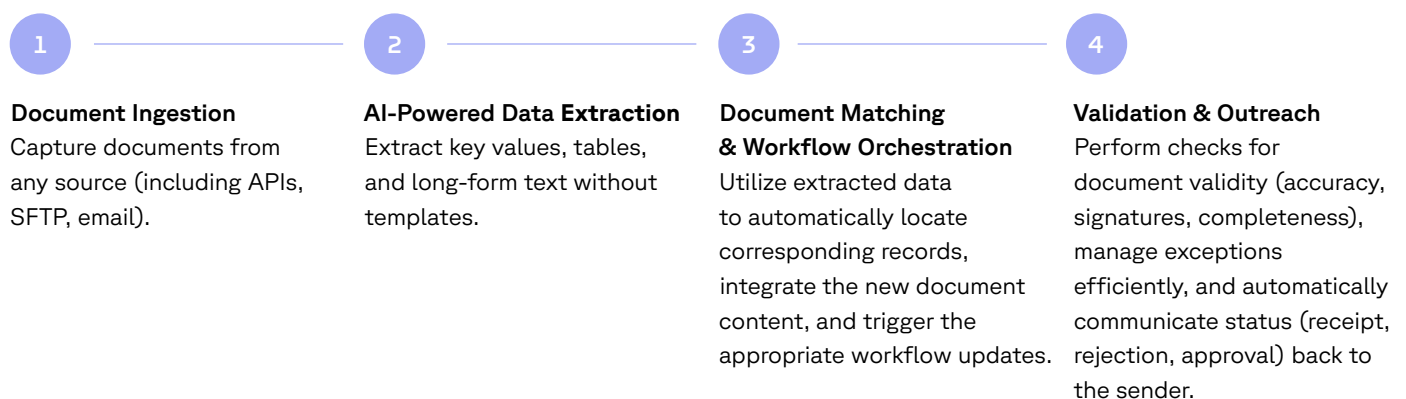 1
Document Ingestion
Capture documents from
any source (including APIs,
SFTP, email).
2
AI-Powered Data Extraction
Extract key values, tables,
and long-form text without
templates.
3
Document Matching
& Workflow Orchestration
Utilize extracted data
to automatically locate
corresponding records,
integrate the new document
content, and trigger the
appropriate workflow updates.
4
Validation & Outreach
Perform checks for
document validity (accuracy,
signatures, completeness),
manage exceptions
efficiently, and automatically
communicate status (receipt,
rejection, approval) back to
the sender.